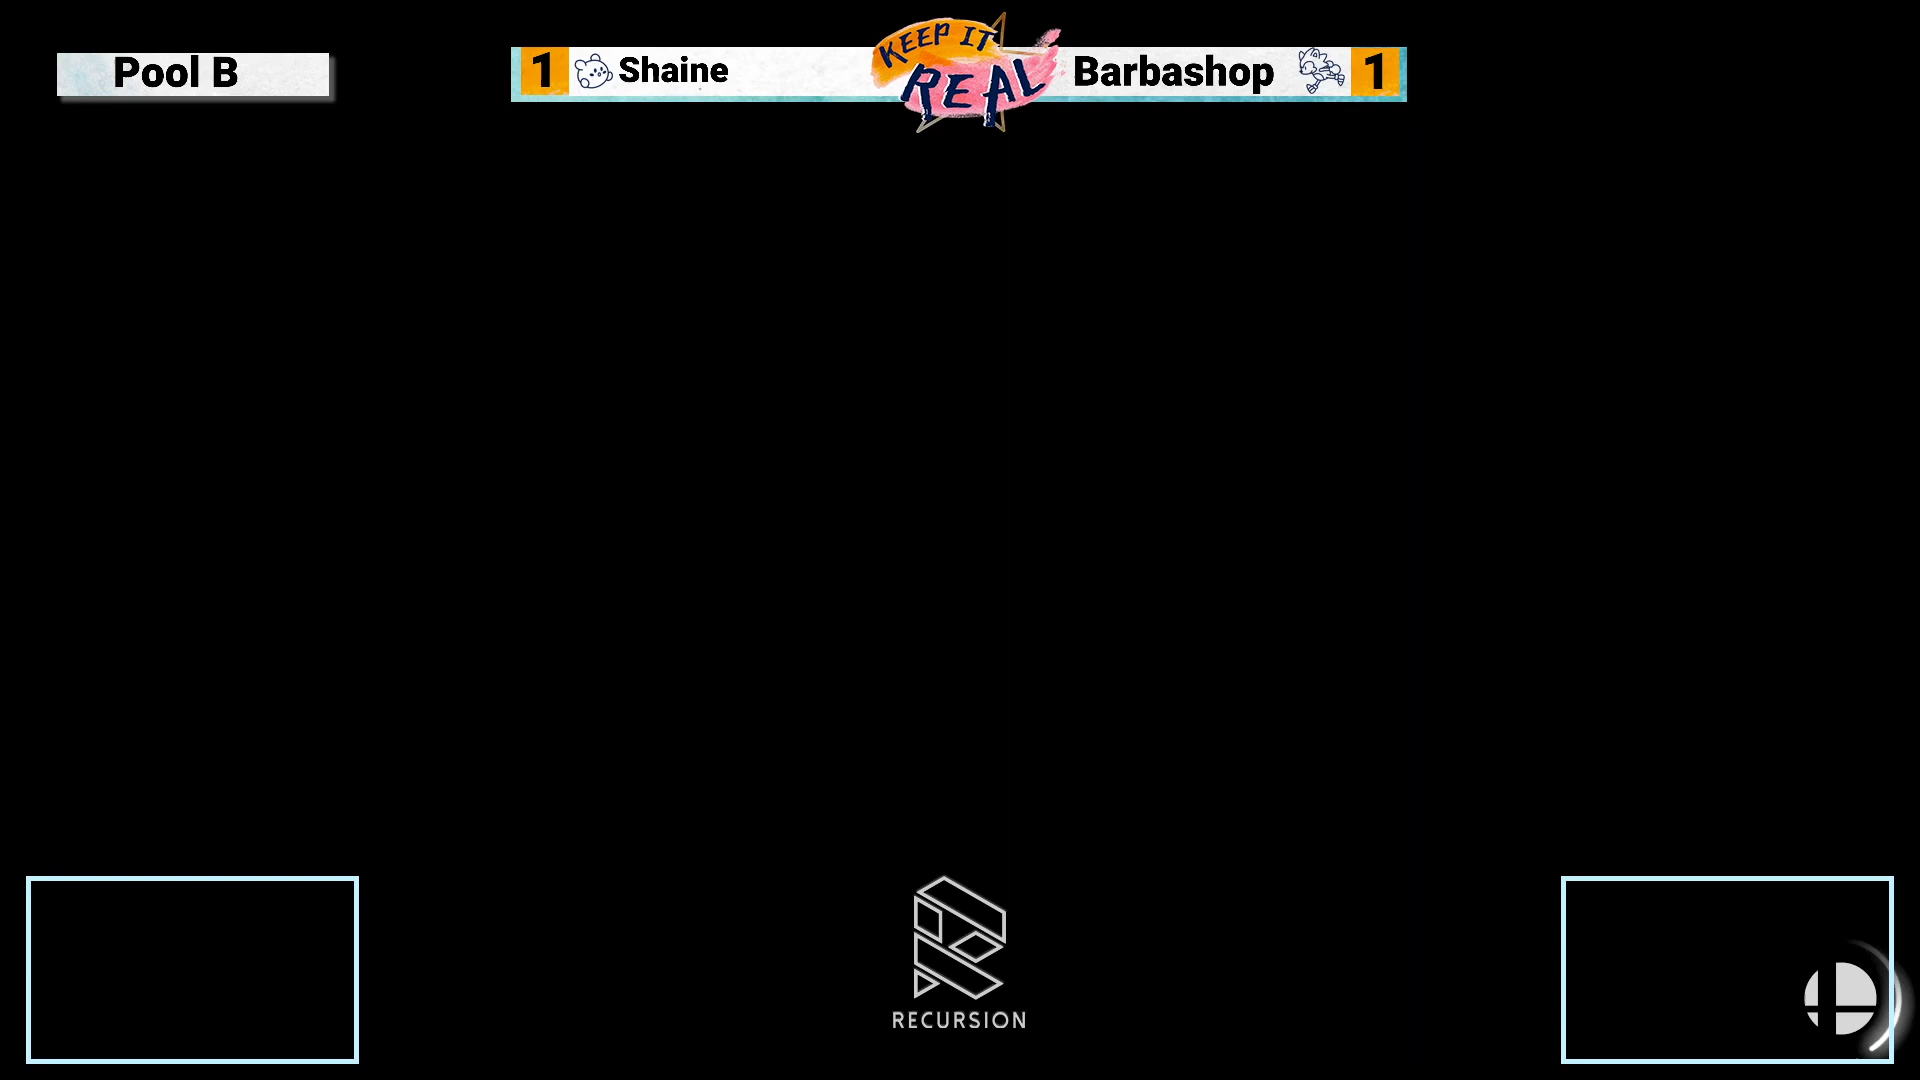 Pool B
1 Shaine
KEEP IT
REAL
Barbashop 1
RECURSION